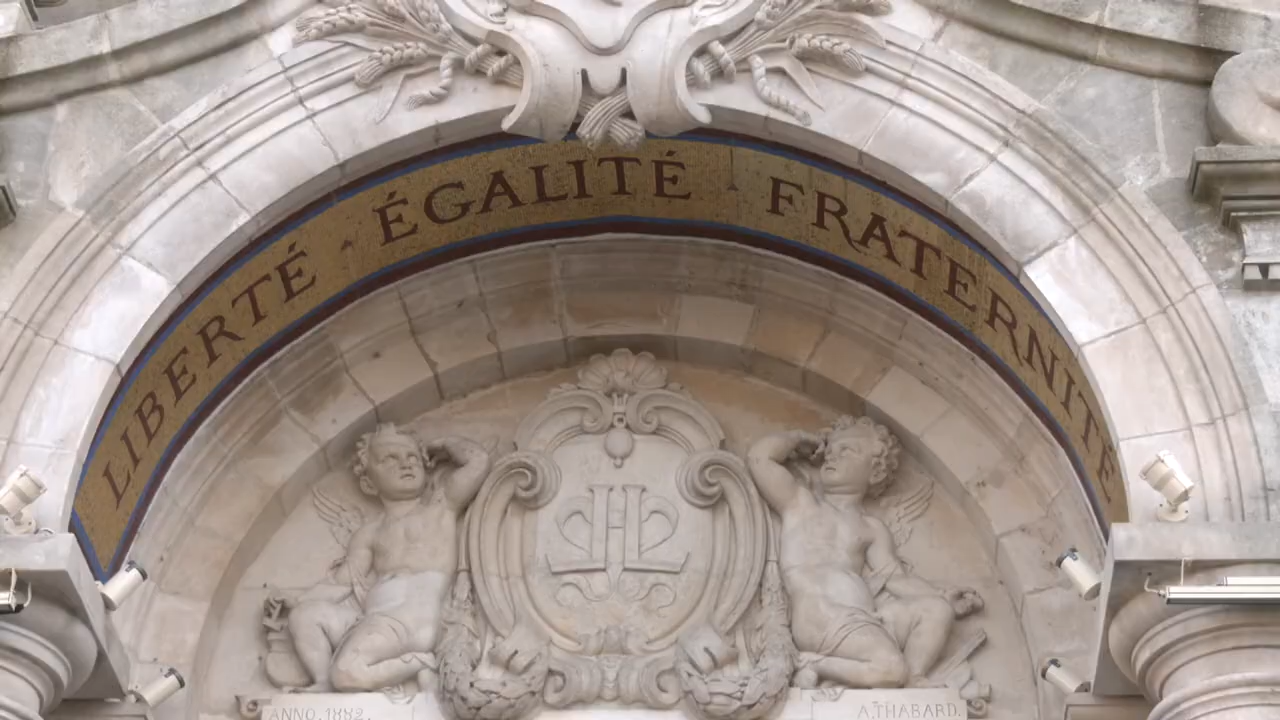 LIBERTÉ · ÉGALITÉ · FRATERNITÉ
ANNO.1882.
A.THABARD.